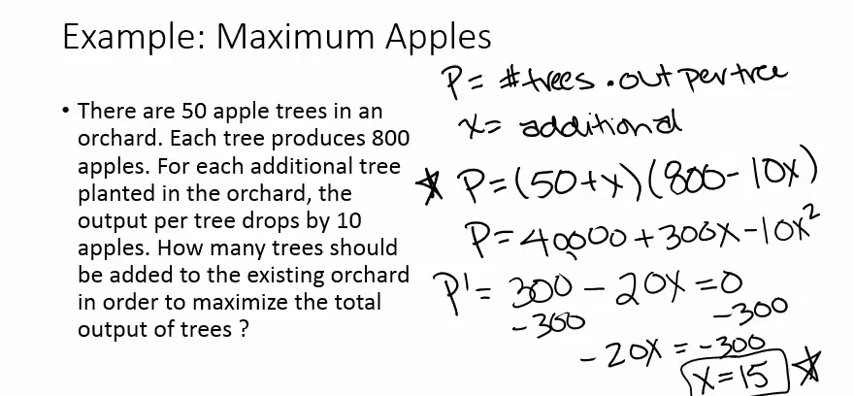 Example: Maximum Apples
• There are 50 apple trees in an
orchard. Each tree produces 800
apples. For each additional tree
planted in the orchard, the
output per tree drops by 10
apples. How many trees should
be added to the existing orchard
in order to maximize the total
output of trees ?
P = #trees · out per tree
x = additional
★ P = (50+x)(800-10x)
P = 40,000 + 300x - 10x²
P' = 300 - 20x = 0
-300 -300
-20x = -300
x = 15 ★